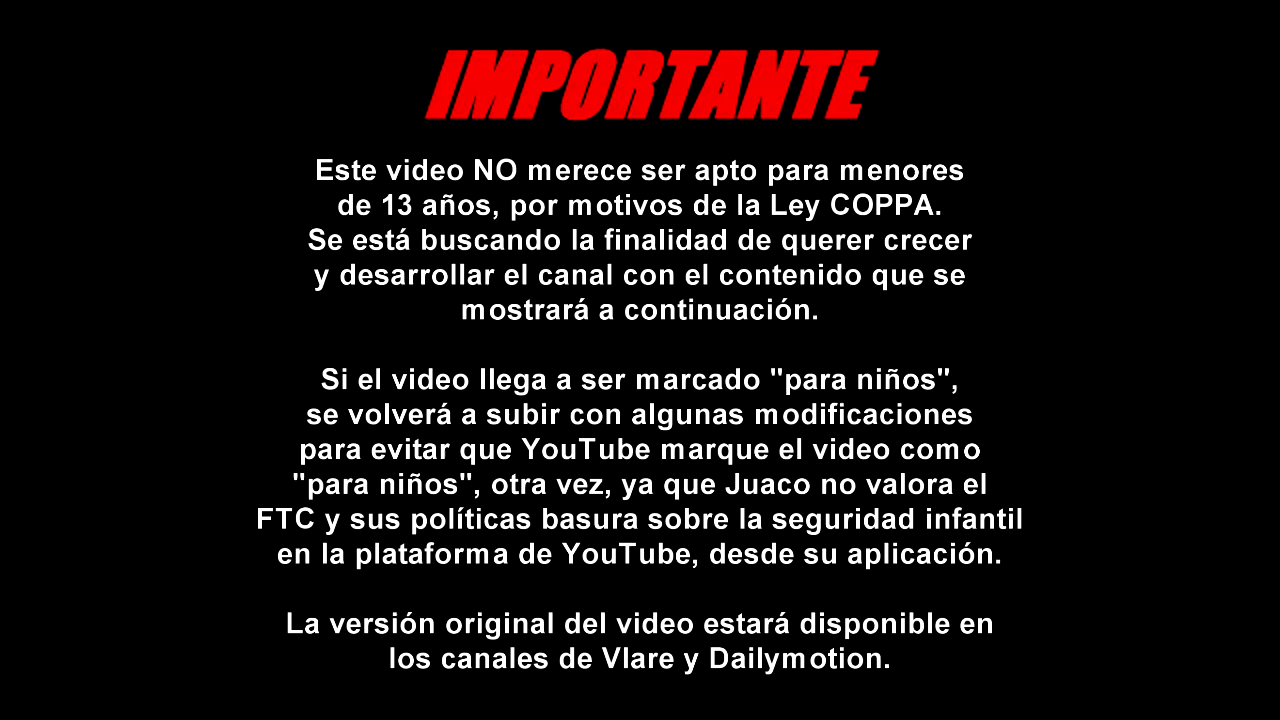 IMPORTANTE
Este video NO merece ser apto para menores
de 13 años, por motivos de la Ley COPPA.
Se está buscando la finalidad de querer crecer
y desarrollar el canal con el contenido que se
mostrará a continuación.
Si el video llega a ser marcado "para niños",
se volverá a subir con algunas modificaciones
para evitar que YouTube marque el video como
"para niños", otra vez, ya que Juaco no valora el
FTC y sus políticas basura sobre la seguridad infantil
en la plataforma de YouTube, desde su aplicación.
La versión original del video estará disponible en
los canales de Vlare y Dailymotion.